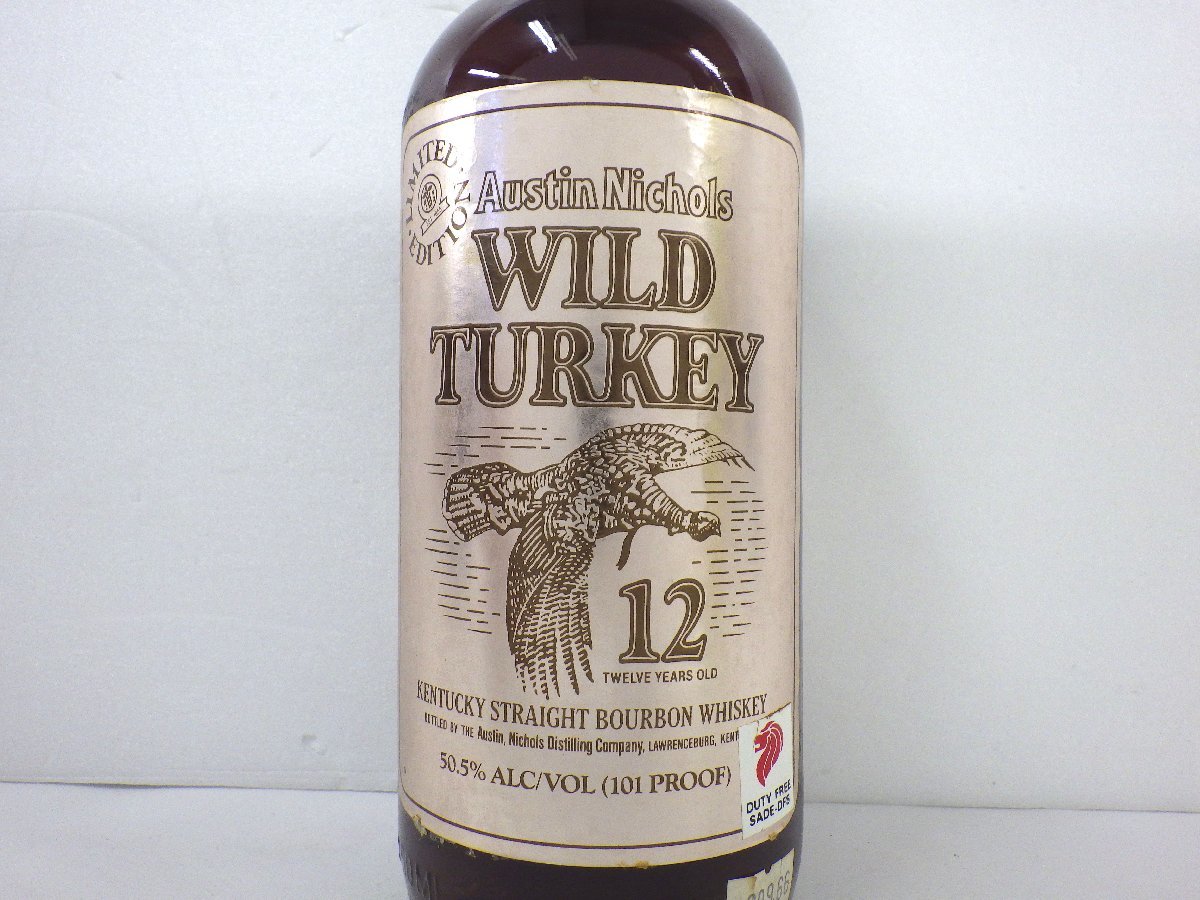 LIMITED EDITION
Austin Nichols
WILD
TURKEY
12
TWELVE YEARS OLD
KENTUCKY STRAIGHT BOURBON WHISKEY
BOTTLED BY THE Austin, Nichols Distilling Company, LAWRENCEBURG,
50.5% ALC/VOL (101 PROOF)
DUTY FREE
SADE-DFS